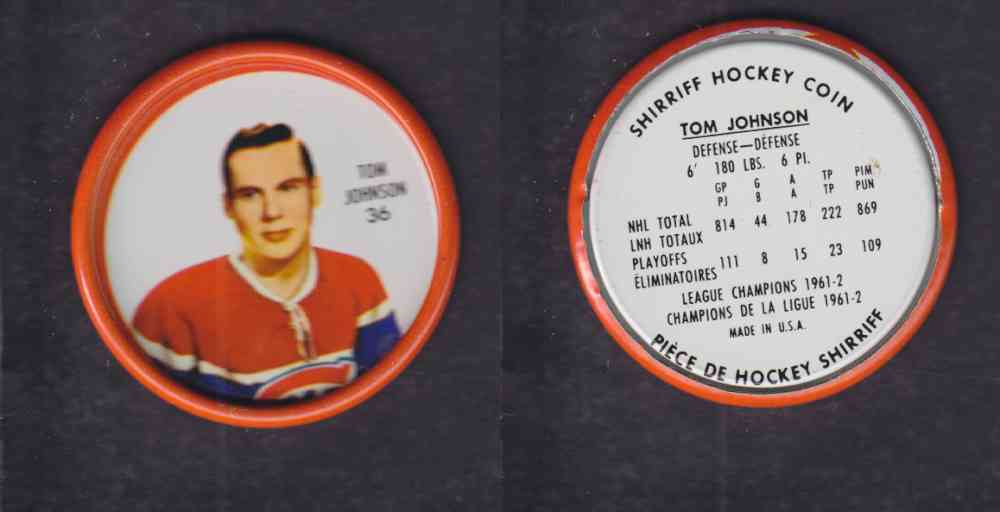 TOM
JOHNSON
36
SHIRRIFF HOCKEY COIN
TOM JOHNSON
DEFENSE—DÉFENSE
6' 180 LBS. 6 PI.
GP G A TP PIM
PJ B A TP PUN
NHL TOTAL 814 44 178 222 869
LNH TOTAUX
PLAYOFFS 111 8 15 23 109
ÉLIMINATOIRES
LEAGUE CHAMPIONS 1961-2
CHAMPIONS DE LA LIGUE 1961-2
MADE IN U.S.A.
PIÈCE DE HOCKEY SHIRRIFF